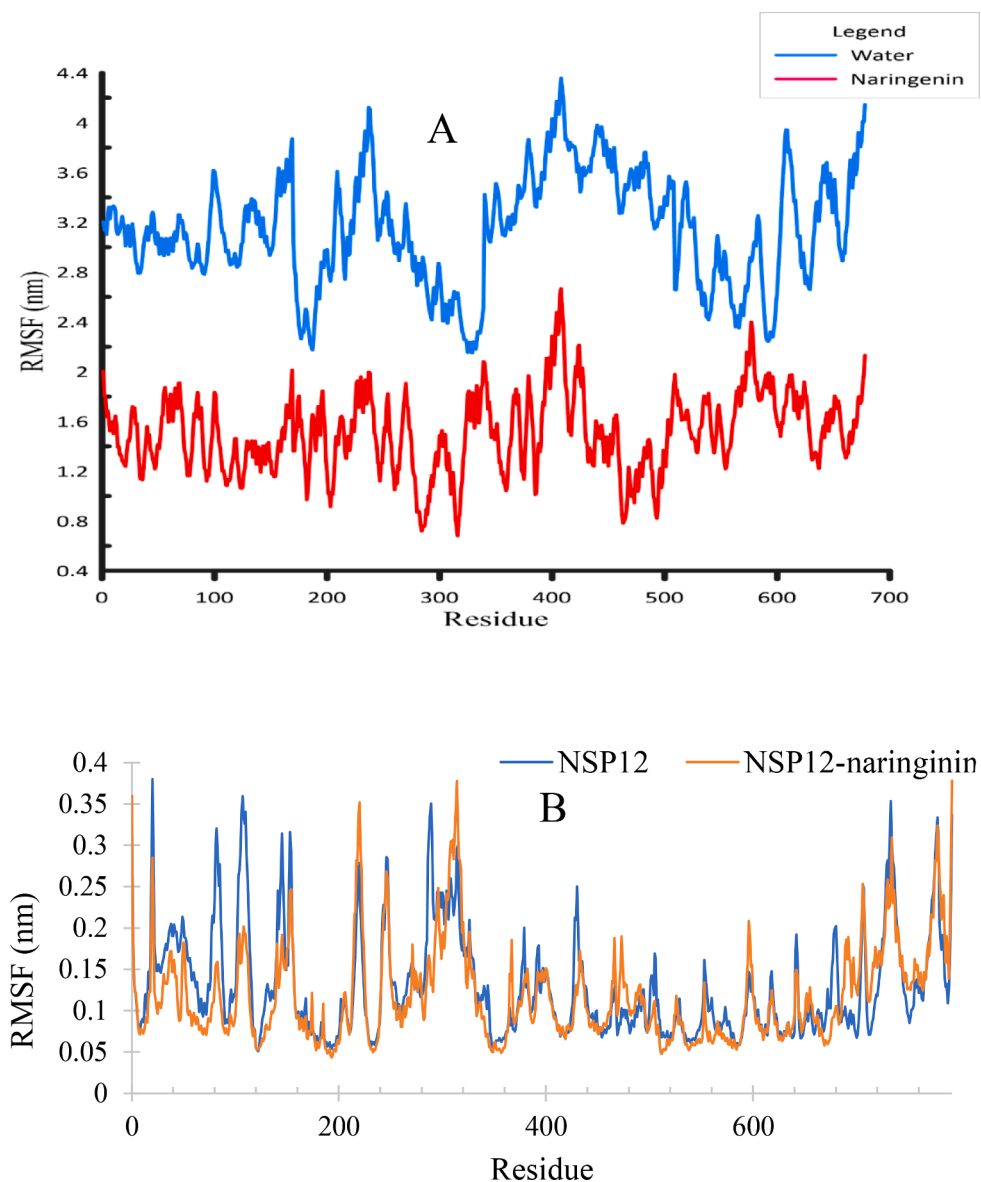 Legend
Water
Naringenin
A
4.4
4
3.6
3.2
2.8
2.4
2
1.6
1.2
0.8
0.4
RMSF (nm)
0 100 200 300 400 500 600 700
Residue
NSP12 NSP12-naringinin
B
0.4
0.35
0.3
0.25
0.2
0.15
0.1
0.05
0
RMSF (nm)
0 200 400 600
Residue